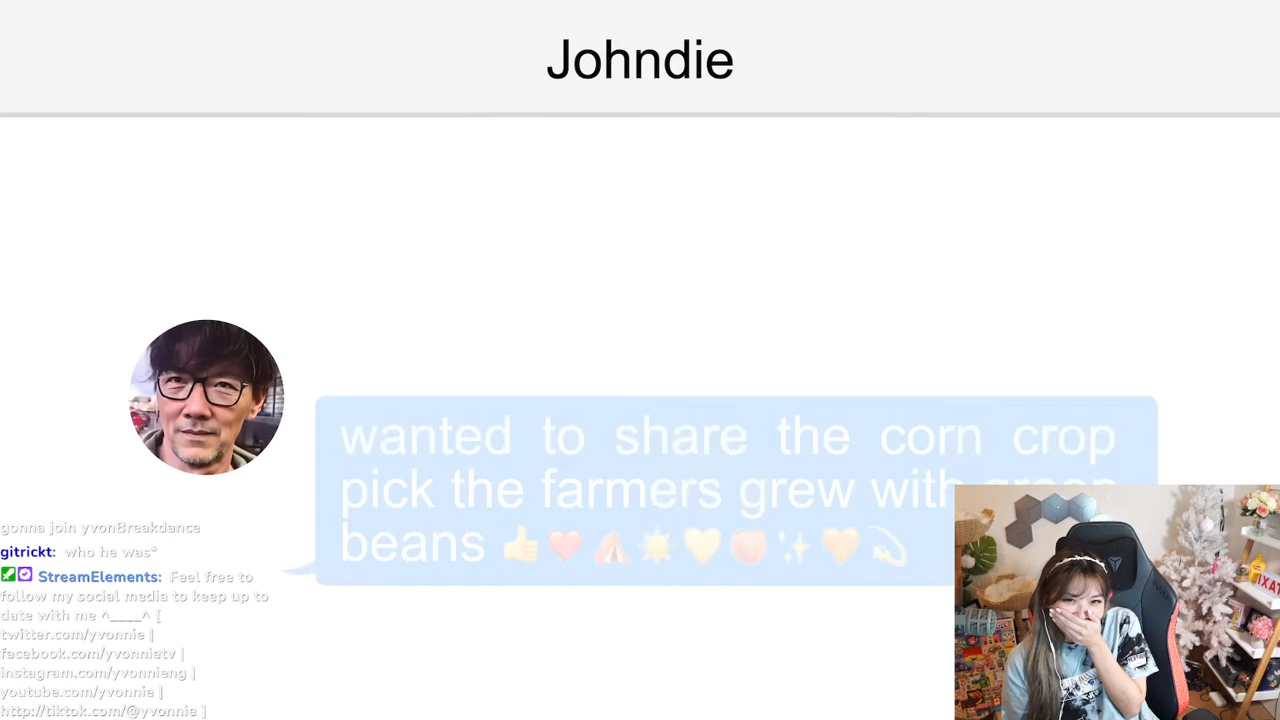 Johndie
wanted to share the corn crop
pick the farmers grew with green
beans 👍❤️⛺☀️💛🍑✨🧡💫
gonna join yvonBreakdance
gitrickt: who he was*
StreamElements: Feel free to
follow my social media to keep up to
date with me ^____^ [
twitter.com/yvonnie |
facebook.com/yvonnietv |
instagram.com/yvonnieng |
youtube.com/yvonnie |
http://tiktok.com/@yvonnie ]
TAXI